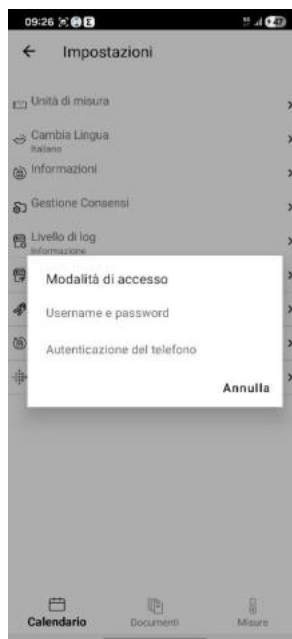 09:26
Impostazioni
Unità di misura
Cambia Lingua
Italiano
Informazioni
Gestione Consensi
Livello di log
Informazione
Modalità di accesso
Username e password
Autenticazione del telefono
Annulla
Calendario
Documenti
Misure